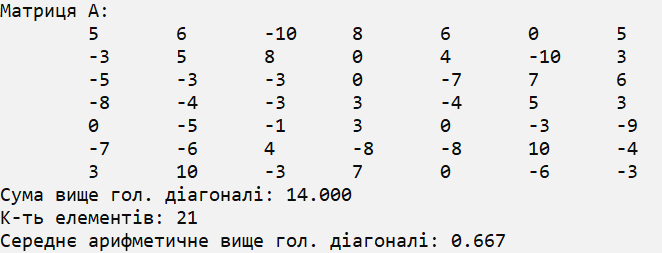 Матриця A:
5 6 -10 8 6 0 5
-3 5 8 0 4 -10 3
-5 -3 -3 0 -7 7 6
-8 -4 -3 3 -4 5 3
0 -5 -1 3 0 -3 -9
-7 -6 4 -8 -8 10 -4
3 10 -3 7 0 -6 -3
Сума вище гол. діагоналі: 14.000
К-ть елементів: 21
Середнє арифметичне вище гол. діагоналі: 0.667